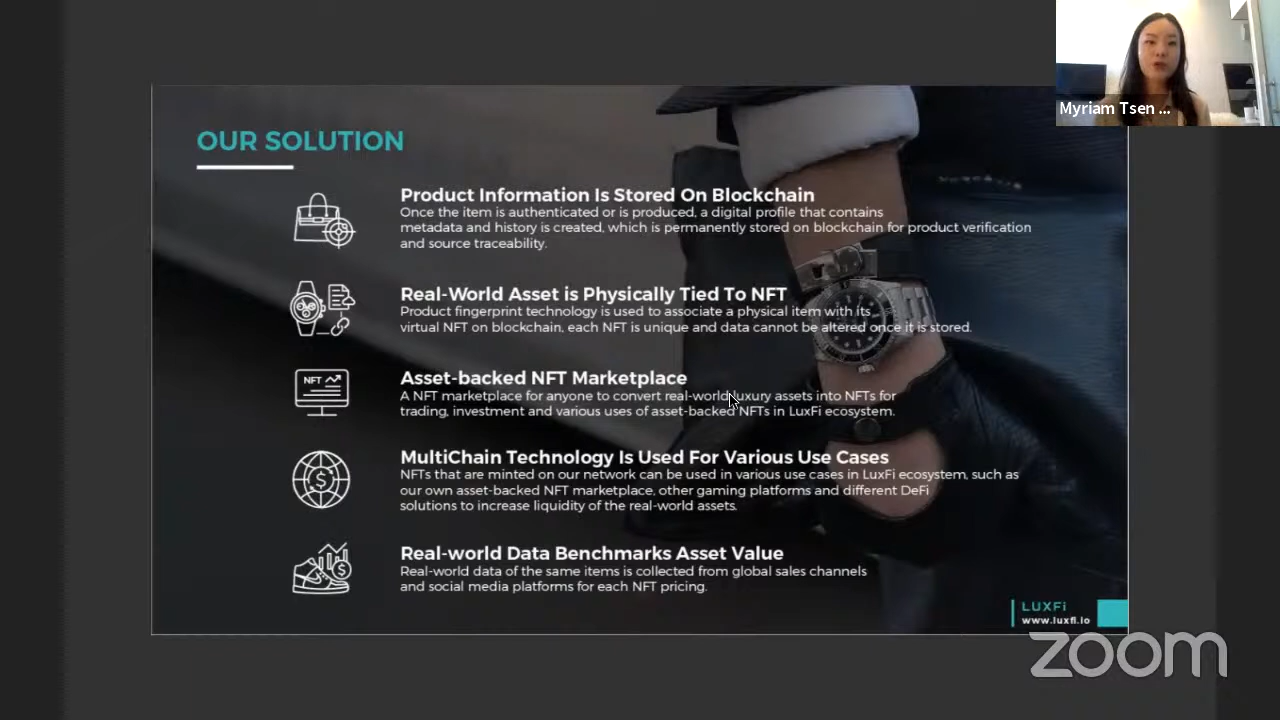 Myriam Tsen ...
OUR SOLUTION
Product Information Is Stored On Blockchain
Once the item is authenticated or is produced, a digital profile that contains
metadata and history is created, which is permanently stored on blockchain for product verification
and source traceability.
Real-World Asset is Physically Tied To NFT
Product fingerprint technology is used to associate a physical item with its
virtual NFT on blockchain, each NFT is unique and data cannot be altered once it is stored.
NFT
Asset-backed NFT Marketplace
A NFT marketplace for anyone to convert real-world luxury assets into NFTs for
trading, investment and various uses of asset-backed NFTs in LuxFi ecosystem.
MultiChain Technology Is Used For Various Use Cases
NFTs that are minted on our network can be used in various use cases in LuxFi ecosystem, such as
our own asset-backed NFT marketplace, other gaming platforms and different DeFi
solutions to increase liquidity of the real-world assets.
Real-world Data Benchmarks Asset Value
Real-world data of the same items is collected from global sales channels
and social media platforms for each NFT pricing.
LUXFi
www.luxfi.io
zoom